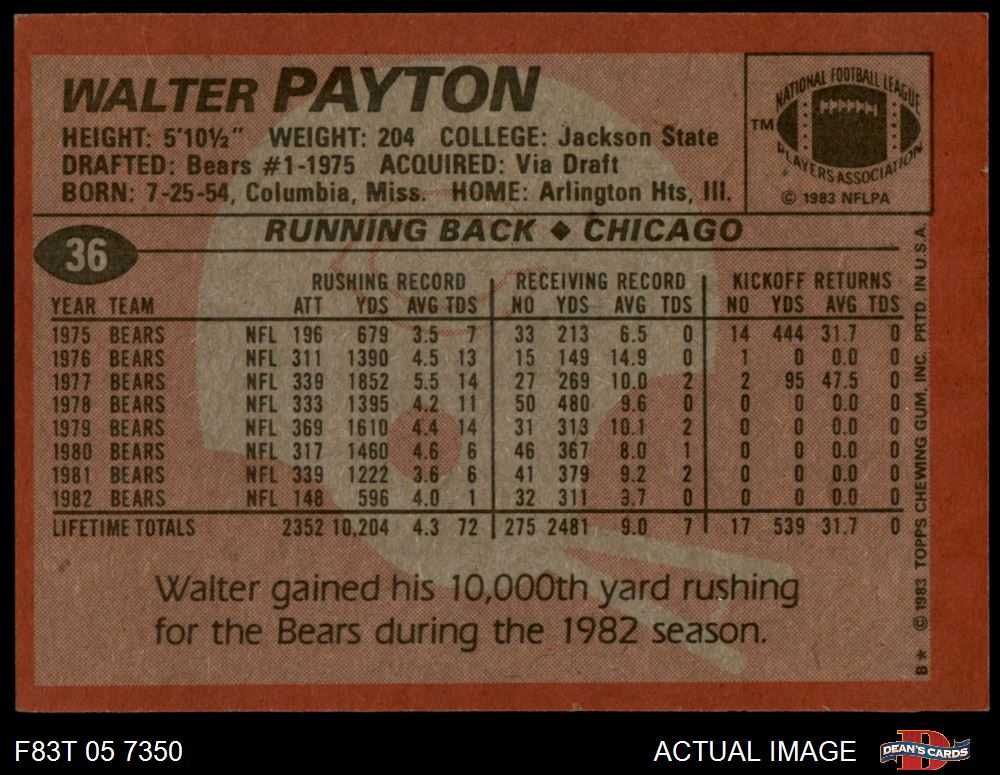 WALTER PAYTON
HEIGHT: 5'10½" WEIGHT: 204 COLLEGE: Jackson State
DRAFTED: Bears #1-1975 ACQUIRED: Via Draft
BORN: 7-25-54, Columbia, Miss. HOME: Arlington Hts, Ill.
NATIONAL FOOTBALL LEAGUE
TM
PLAYERS ASSOCIATION
© 1983 NFLPA
36
RUNNING BACK ◆ CHICAGO
RUSHING RECORD RECEIVING RECORD KICKOFF RETURNS
YEAR TEAM ATT YDS AVG TDS NO YDS AVG TDS NO YDS AVG TDS
1975 BEARS NFL 196 679 3.5 7 33 213 6.5 0 14 444 31.7 0
1976 BEARS NFL 311 1390 4.5 13 15 149 14.9 0 1 0 0.0 0
1977 BEARS NFL 339 1852 5.5 14 27 269 10.0 2 2 95 47.5 0
1978 BEARS NFL 333 1395 4.2 11 50 480 9.6 0 0 0 0.0 0
1979 BEARS NFL 369 1610 4.4 14 31 313 10.1 2 0 0 0.0 0
1980 BEARS NFL 317 1460 4.6 6 46 367 8.0 1 0 0 0.0 0
1981 BEARS NFL 339 1222 3.6 6 41 379 9.2 2 0 0 0.0 0
1982 BEARS NFL 148 596 4.0 1 32 311 9.7 0 0 0 0.0 0
LIFETIME TOTALS 2352 10,204 4.3 72 275 2481 9.0 7 17 539 31.7 0
Walter gained his 10,000th yard rushing
for the Bears during the 1982 season.
B* © 1983 TOPPS CHEWING GUM, INC. PRTD. IN U.S.A.
F83T 05 7350
ACTUAL IMAGE
DEAN'S CARDS